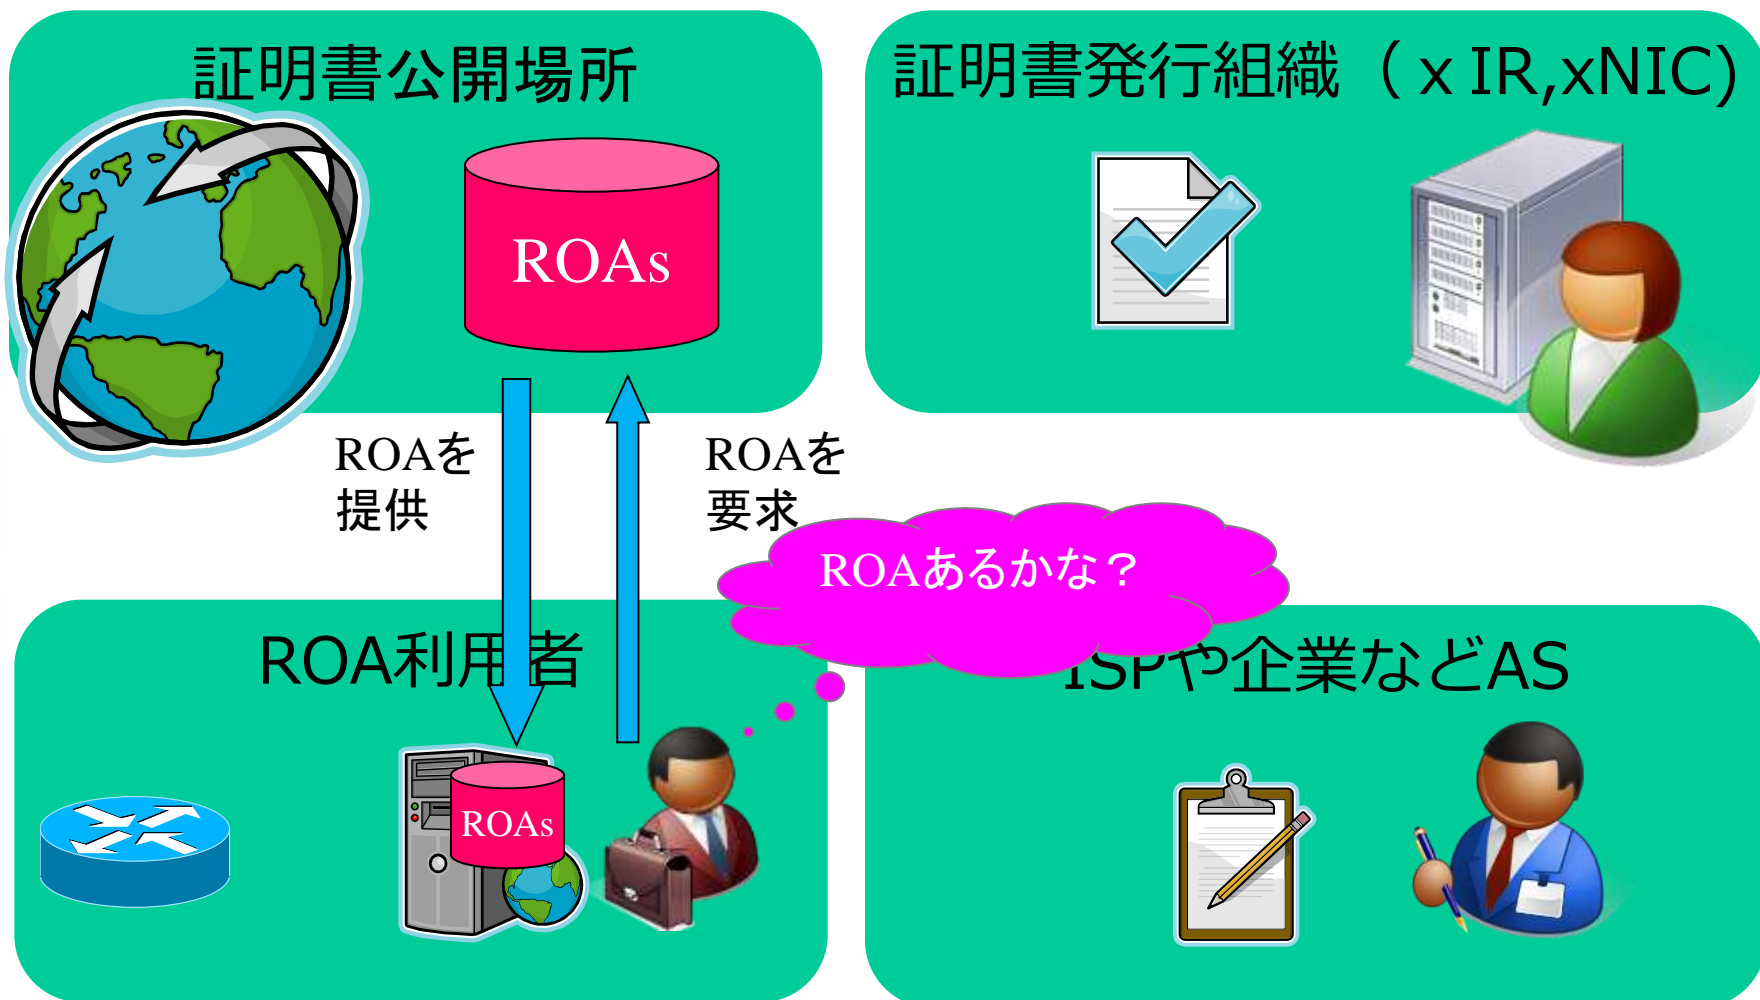 証明書公開場所
証明書発行組織（ｘIR,xNIC)
ROAs
ROAを
提供
ROAを
要求
ROAあるかな？
ROA利用者
ISPや企業などAS
ROAs